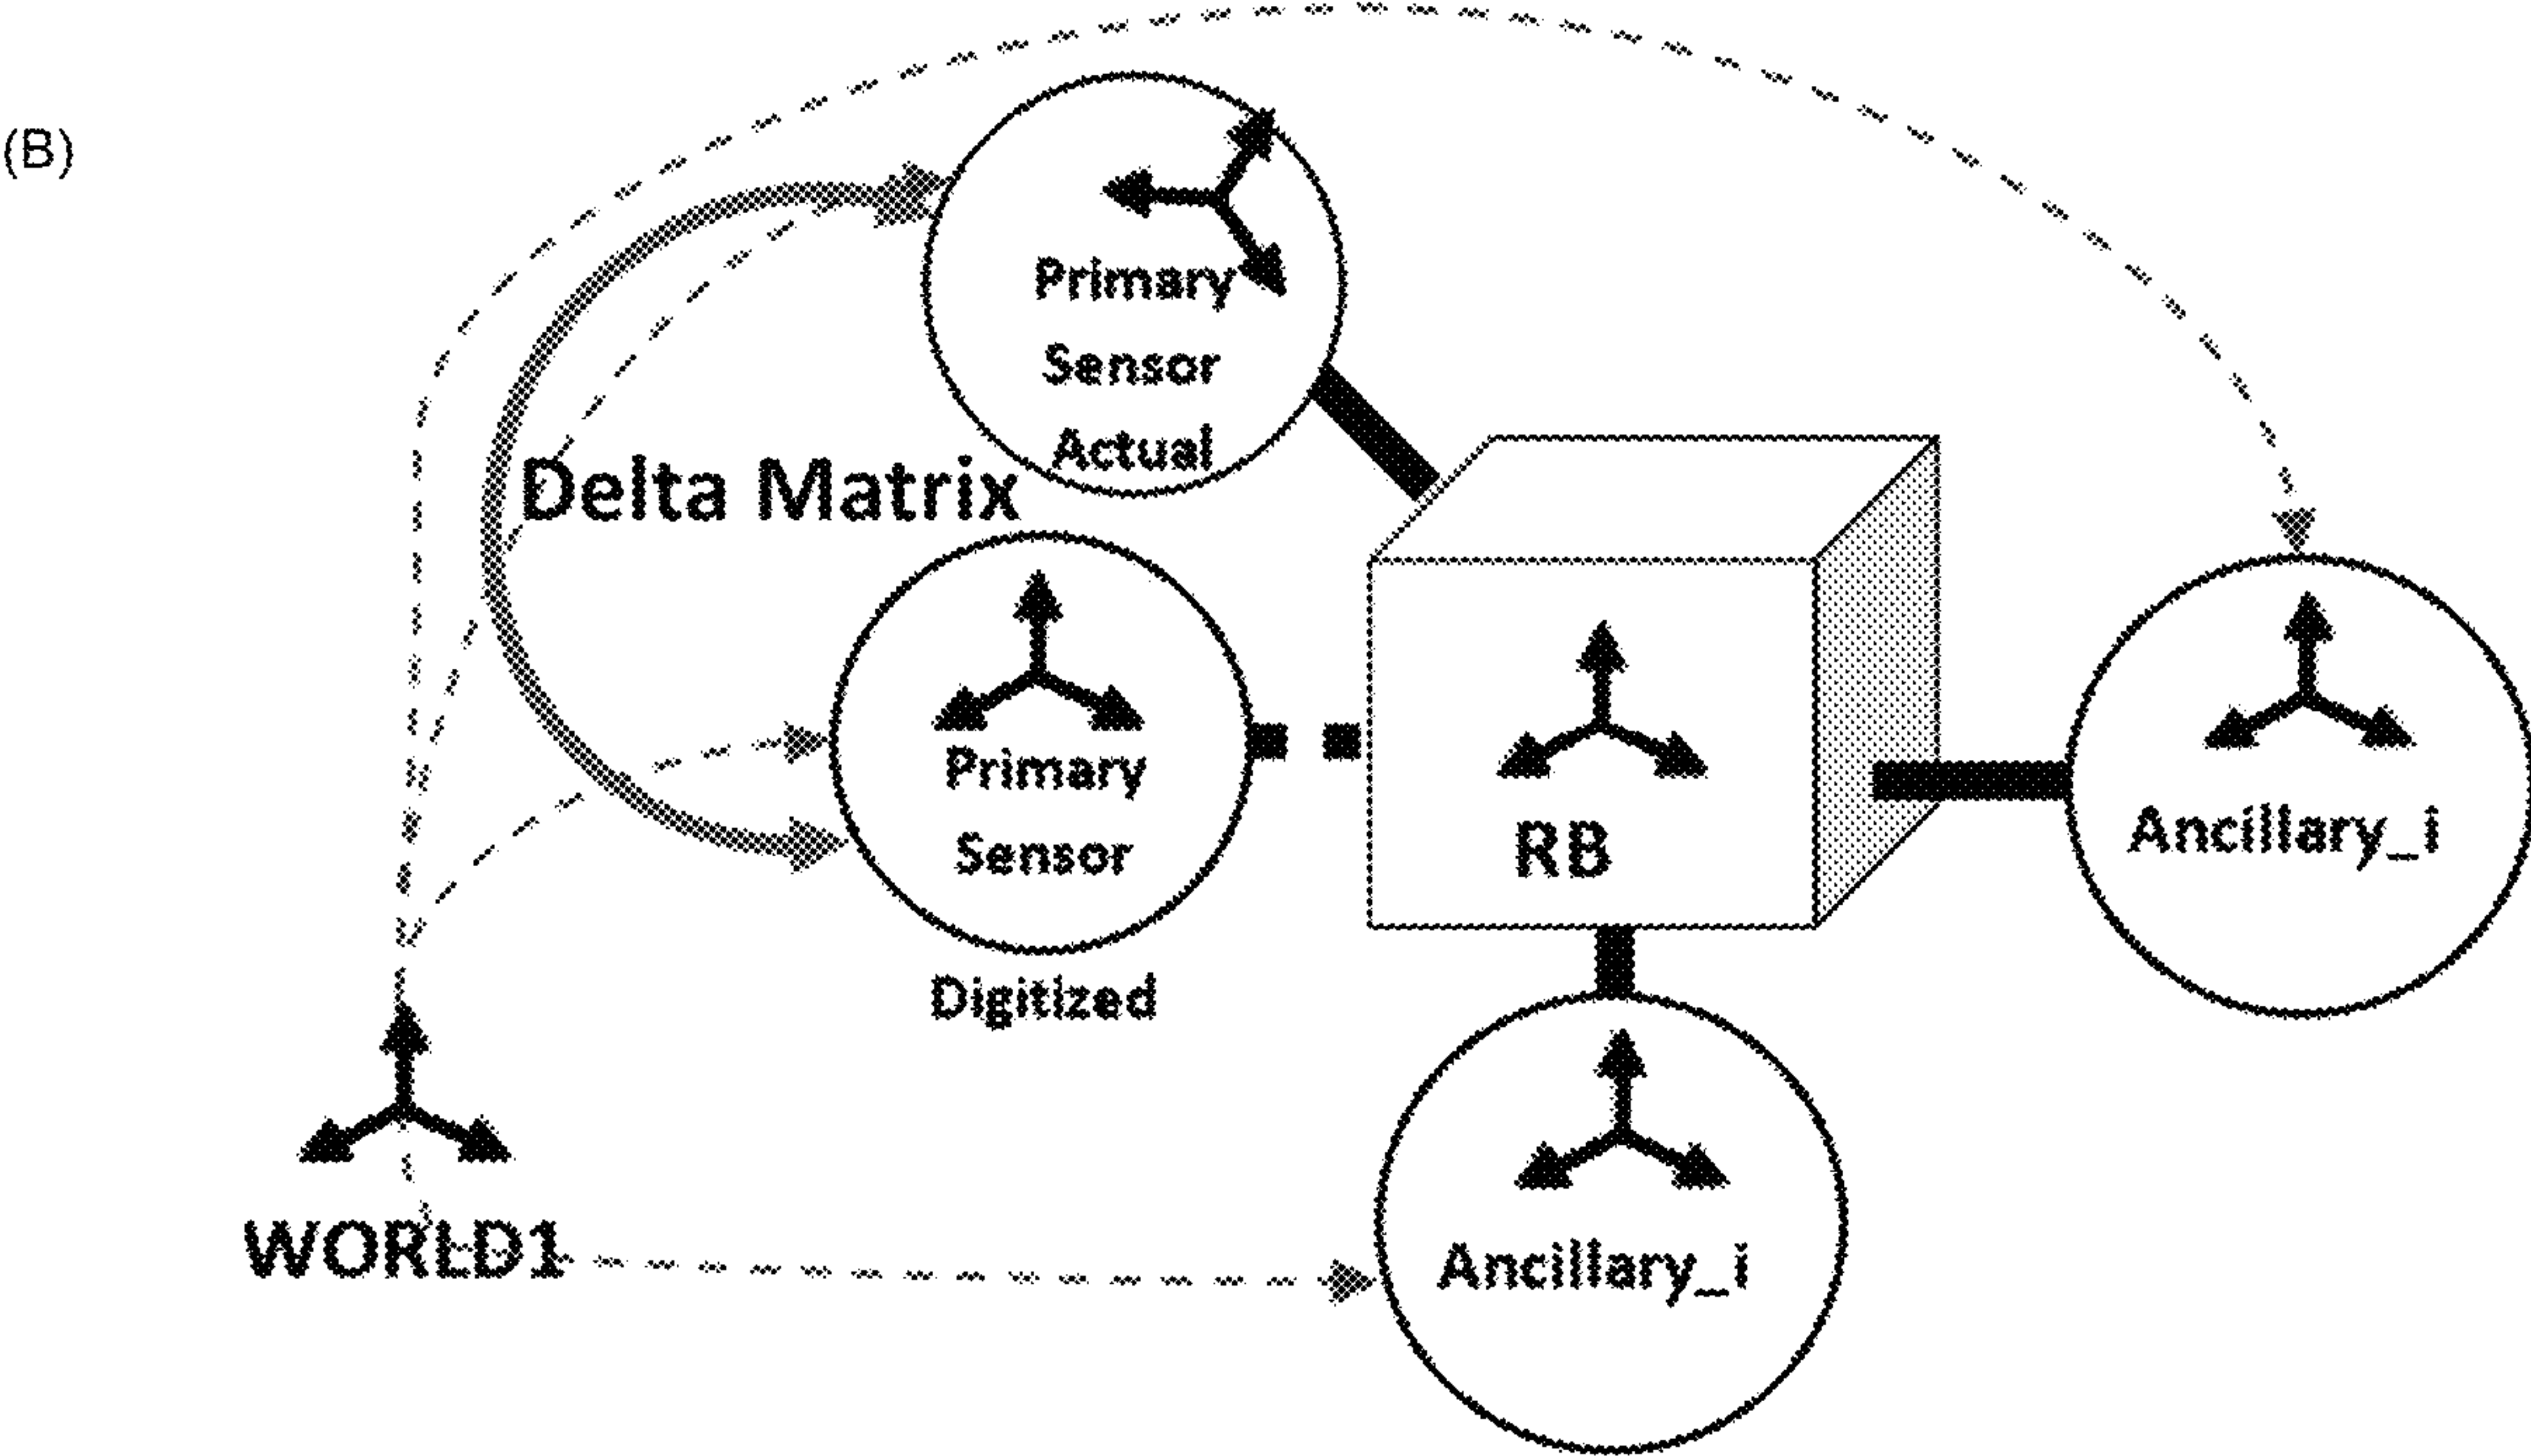 (B)
Primary
Sensor
Actual
Delta Matrix
Primary
Sensor
Digitized
RB
Ancillary_i
WORLD1
Ancillary_i